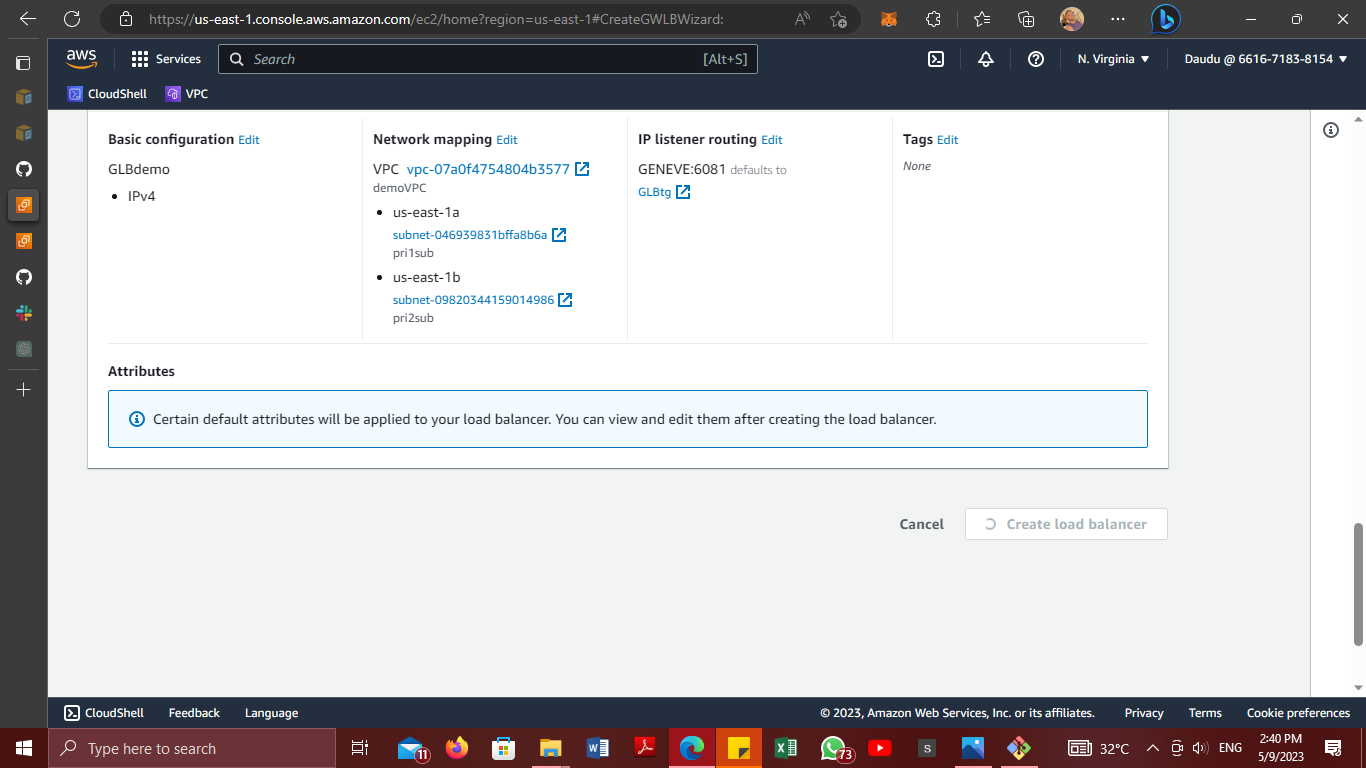 https://us-east-1.console.aws.amazon.com/ec2/home?region=us-east-1#CreateGWLBWizard:
aws
Services
Search
[Alt+S]
N. Virginia
Daudu @ 6616-7183-8154
CloudShell
VPC
Basic configuration Edit
GLBdemo
IPv4
Network mapping Edit
VPC vpc-07a0f4754804b3577
demoVPC
us-east-1a
subnet-046939831bffa8b6a
pri1sub
us-east-1b
subnet-09820344159014986
pri2sub
IP listener routing Edit
GENEVE:6081 defaults to
GLBtg
Tags Edit
None
Attributes
Certain default attributes will be applied to your load balancer. You can view and edit them after creating the load balancer.
Cancel
Create load balancer
CloudShell
Feedback
Language
© 2023, Amazon Web Services, Inc. or its affiliates.
Privacy
Terms
Cookie preferences
Type here to search
11
73
S
32°C
ENG
2:40 PM
5/9/2023